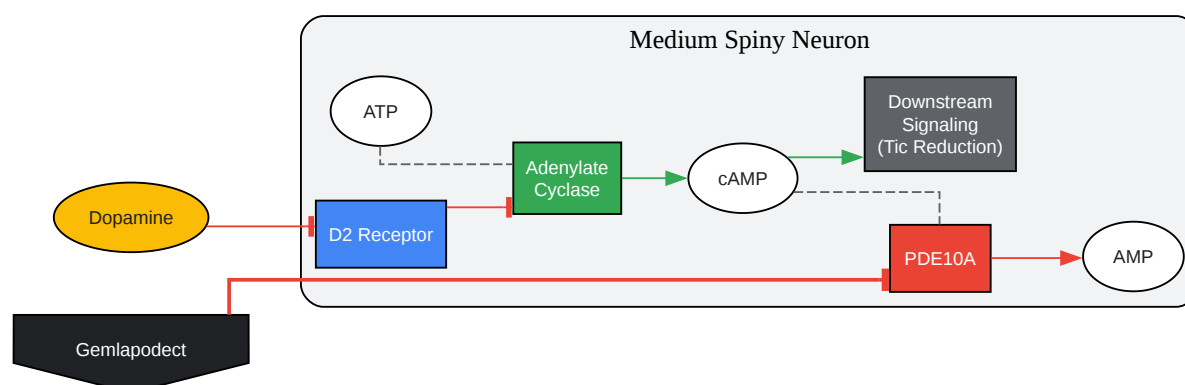 Medium Spiny Neuron
ATP
Downstream
Signaling
(Tic Reduction)
Adenylate
Cyclase
cAMP
Dopamine
D2 Receptor
PDE10A
AMP
Gemlapodect